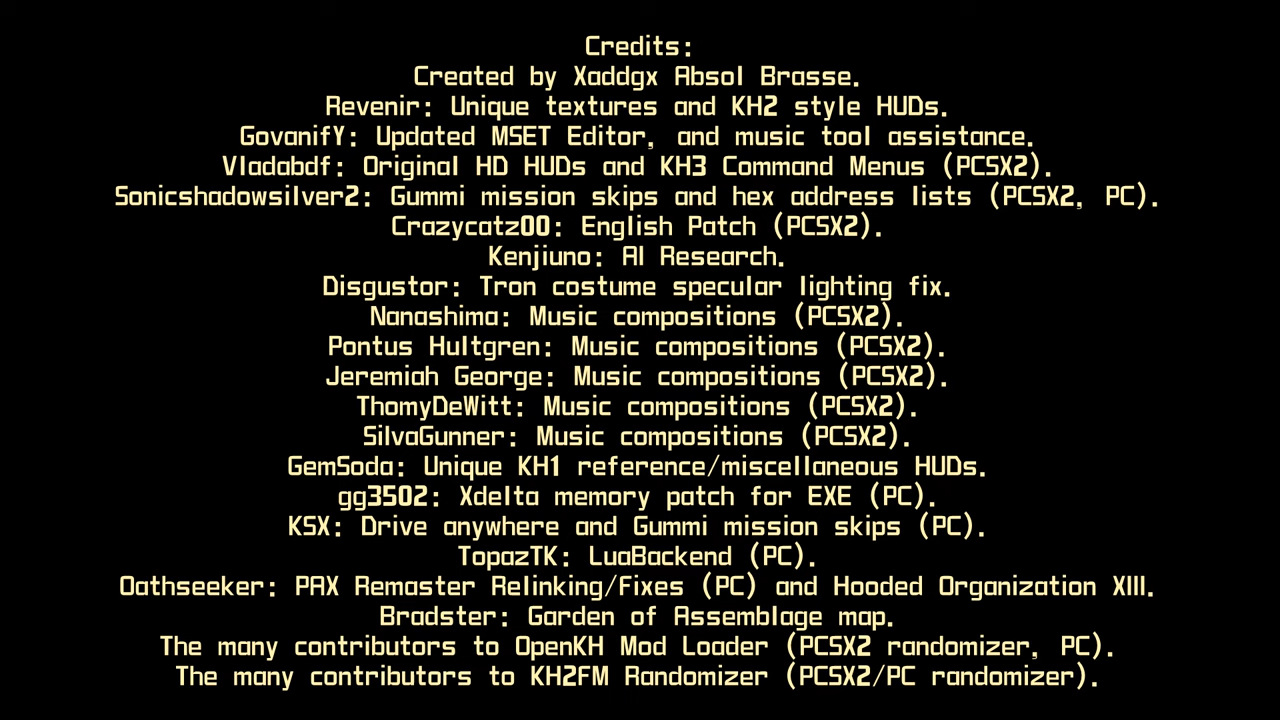 Credits:
Created by Xaddgx Absol Brasse.
Revenir: Unique textures and KH2 style HUDs.
GovanifY: Updated MSET Editor, and music tool assistance.
Vladabdf: Original HD HUDs and KH3 Command Menus (PCSX2).
Sonicshadowsilver2: Gummi mission skips and hex address lists (PCSX2, PC).
Crazycatz00: English Patch (PCSX2).
Kenjiuno: AI Research.
Disgustor: Tron costume specular lighting fix.
Nanashima: Music compositions (PCSX2).
Pontus Hultgren: Music compositions (PCSX2).
Jeremiah George: Music compositions (PCSX2).
ThomyDeWitt: Music compositions (PCSX2).
SilvaGunner: Music compositions (PCSX2).
GemSoda: Unique KH1 reference/miscellaneous HUDs.
gg3502: Xdelta memory patch for EXE (PC).
KSX: Drive anywhere and Gummi mission skips (PC).
TopazTK: LuaBackend (PC).
Oathseeker: PAX Remaster Relinking/Fixes (PC) and Hooded Organization XIII.
Bradster: Garden of Assemblage map.
The many contributors to OpenKH Mod Loader (PCSX2 randomizer, PC).
The many contributors to KH2FM Randomizer (PCSX2/PC randomizer).